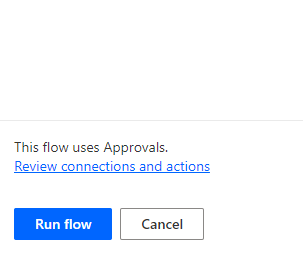 This flow uses Approvals.
Review connections and actions
Run flow
Cancel